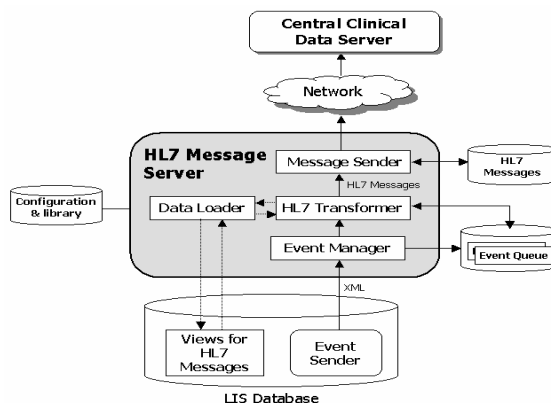 Central Clinical
Data Server
Network
HL7 Message
Server
Message Sender
HL7
Messages
HL7 Messages
Configuration
& library
Data Loader
HL7 Transformer
Event Manager
Event Queue
XML
Views for
HL7
Messages
Event
Sender
LIS Database